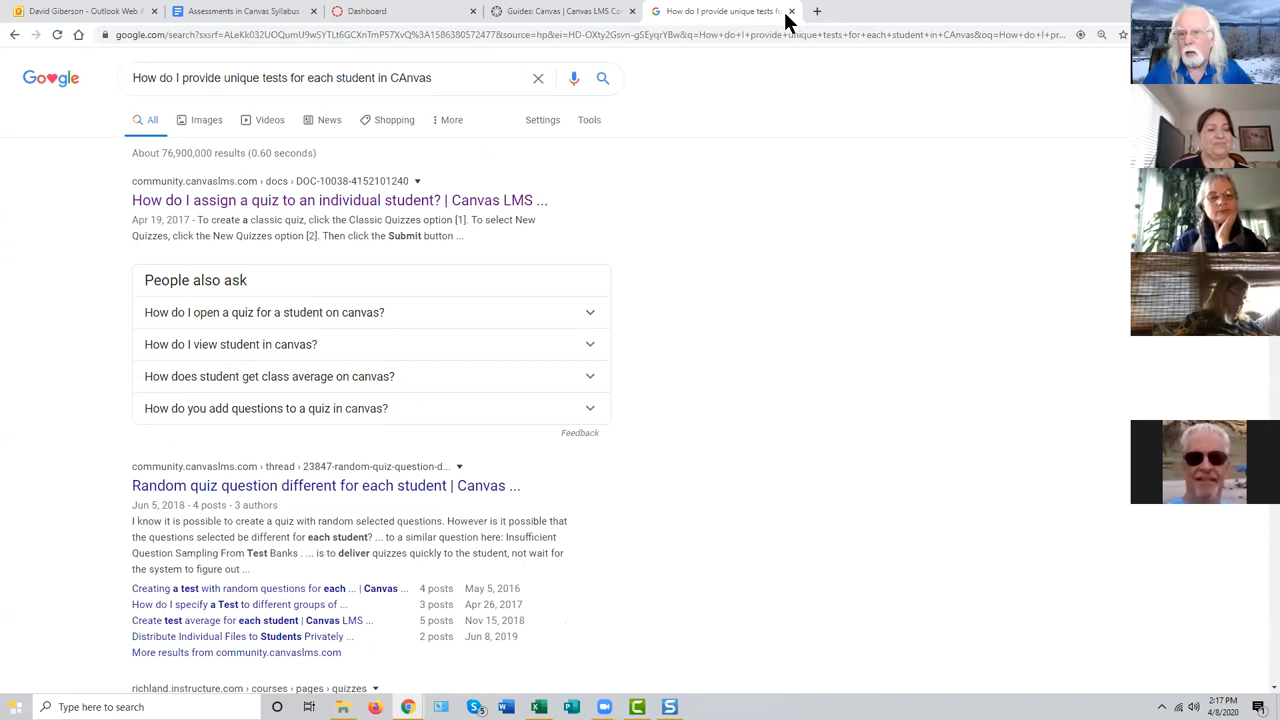 David Giberson - Outlook Web A
Assessments in Canvas Syllabus
Dashboard
Guides: Canvas | Canvas LMS Co
How do I provide unique tests fo
google.com/search?sxsrf=
q=How+do+I+provide+unique+tests+for+each+student+in+CAnvas&oq=How+do+I+pr...
Go gle
How do I provide unique tests for each student in CAnvas
All
Images
Videos
News
Shopping
More
Settings
Tools
About 76,900,000 results (0.60 seconds)
community.canvaslms.com › docs › DOC-10038-4152101240
How do I assign a quiz to an individual student? | Canvas LMS ...
Apr 19, 2017 - To create a classic quiz, click the Classic Quizzes option [1]. To select New
Quizzes, click the New Quizzes option [2]. Then click the Submit button ...
People also ask
How do I open a quiz for a student on canvas?
How do I view student in canvas?
How does student get class average on canvas?
How do you add questions to a quiz in canvas?
Feedback
community.canvaslms.com › thread › 23847-random-quiz-question-d...
Random quiz question different for each student | Canvas ...
Jun 5, 2018 - 4 posts - 3 authors
I know it is possible to create a quiz with random selected questions. However is it possible that
the questions selected be different for each student? ... to a similar question here: Insufficient
Question Sampling From Test Banks . ... is to deliver quizzes quickly to the student, not wait for
the system to figure out ...
Creating a test with random questions for each ... | Canvas ... 4 posts May 5, 2016
How do I specify a Test to different groups of ... 3 posts Apr 26, 2017
Create test average for each student | Canvas LMS ... 5 posts Nov 15, 2018
Distribute Individual Files to Students Privately ... 2 posts Jun 8, 2019
More results from community.canvaslms.com
richland.instructure.com › courses › pages › quizzes
Type here to search
2:17 PM
4/8/2020